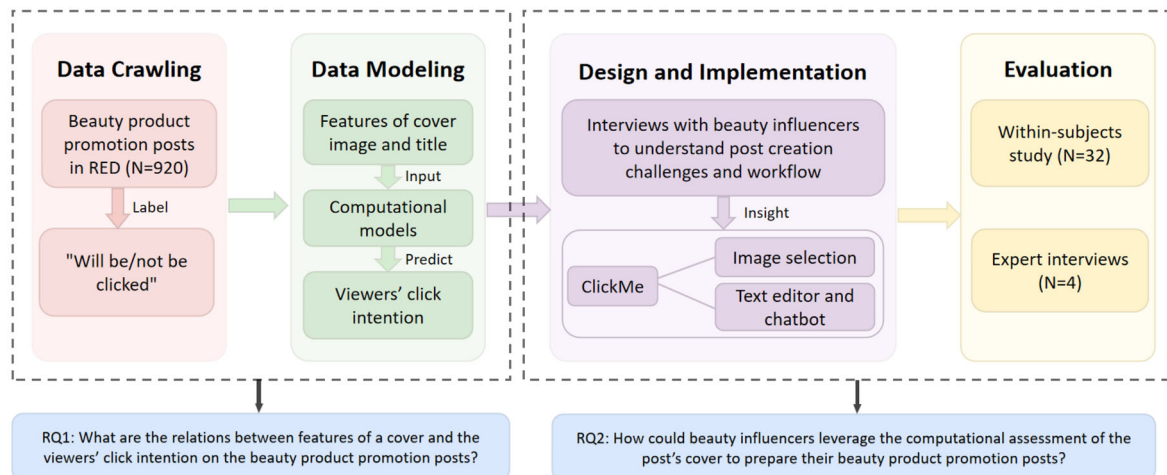 Data Crawling
Beauty product
promotion posts
in RED (N=920)
Label
"Will be/not be
clicked"
Data Modeling
Features of cover
image and title
Input
Computational
models
Predict
Viewers’ click
intention
Design and Implementation
Interviews with beauty influencers
to understand post creation
challenges and workflow
Insight
ClickMe
Image selection
Text editor and
chatbot
Evaluation
Within-subjects
study (N=32)
Expert interviews
(N=4)
RQ1: What are the relations between features of a cover and the
viewers’ click intention on the beauty product promotion posts?
RQ2: How could beauty influencers leverage the computational assessment of the
post’s cover to prepare their beauty product promotion posts?